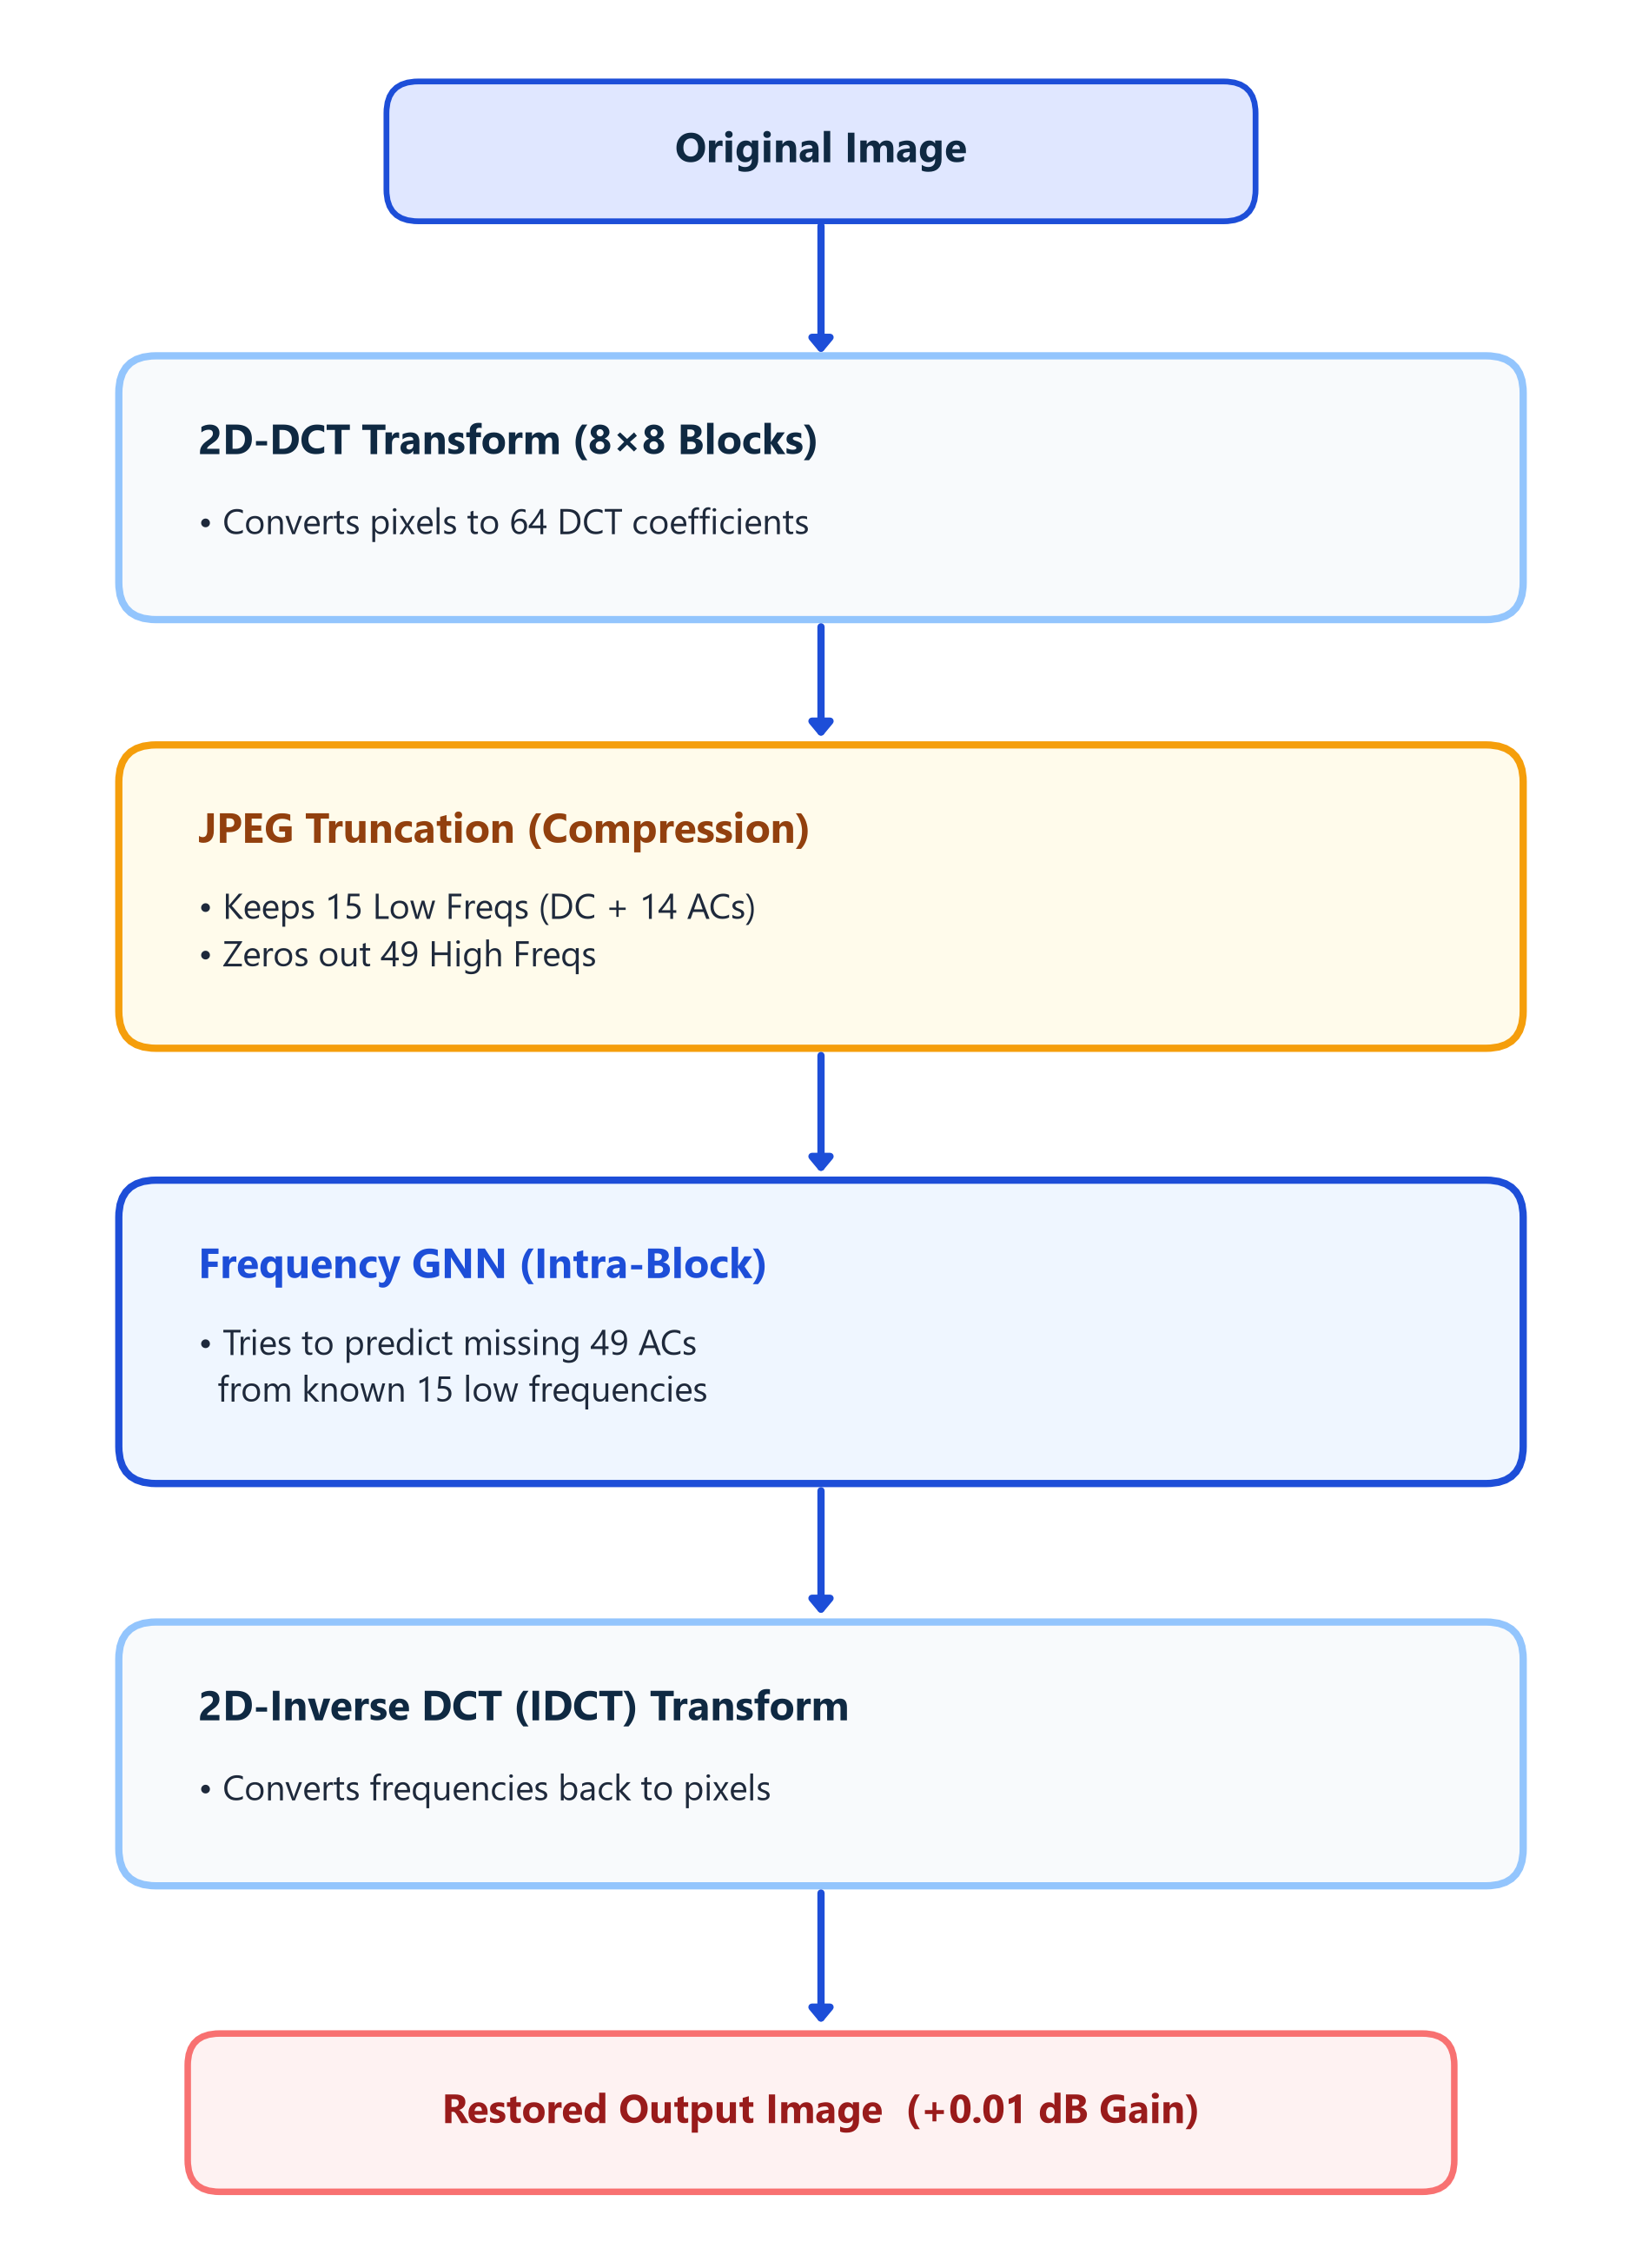 Original Image
2D-DCT Transform (8×8 Blocks)
• Converts pixels to 64 DCT coefficients
JPEG Truncation (Compression)
• Keeps 15 Low Freqs (DC + 14 ACs)
• Zeros out 49 High Freqs
Frequency GNN (Intra-Block)
• Tries to predict missing 49 ACs
from known 15 low frequencies
2D-Inverse DCT (IDCT) Transform
• Converts frequencies back to pixels
Restored Output Image (+0.01 dB Gain)